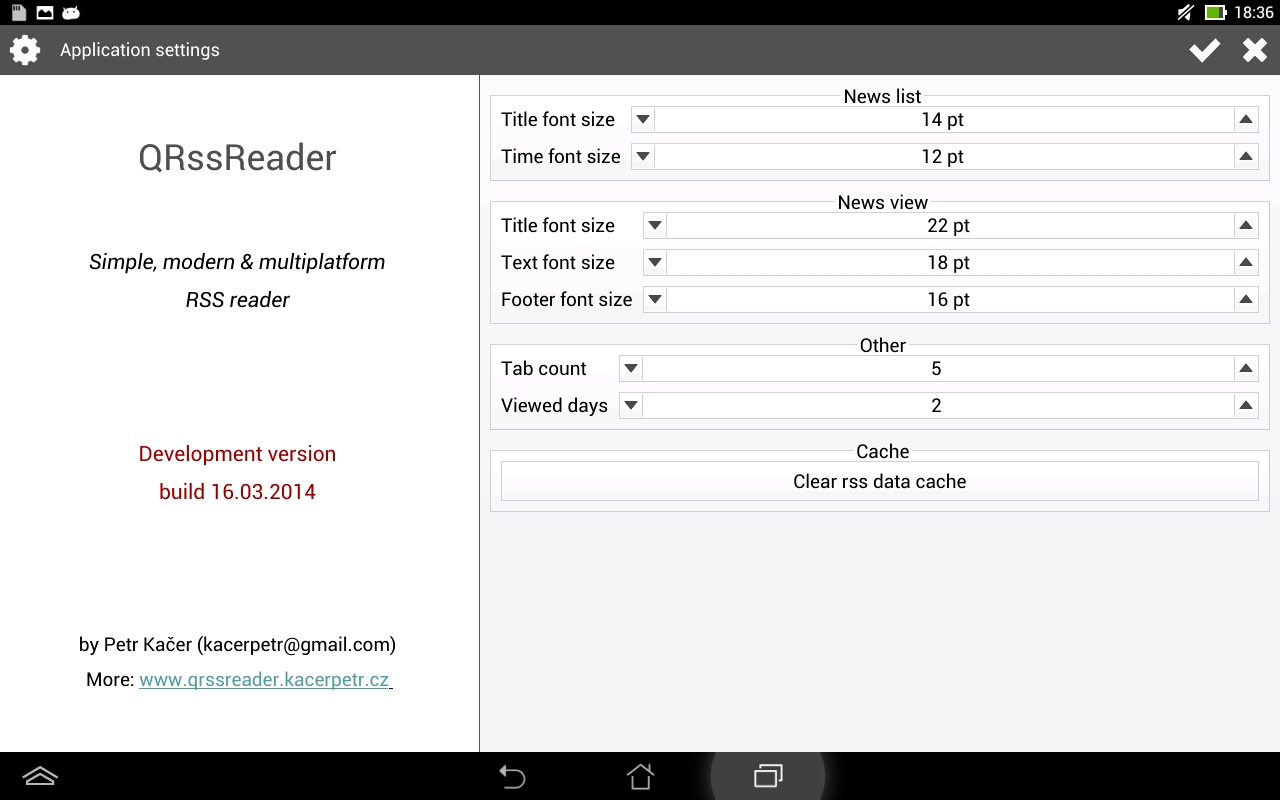 18:36
Application settings
QRssReader
Simple, modern & multiplatform
RSS reader
Development version
build 16.03.2014
by Petr Kačer (kacerpetr@gmail.com)
More: www.qrssreader.kacerpetr.cz
News list
Title font size 14 pt
Time font size 12 pt
News view
Title font size 22 pt
Text font size 18 pt
Footer font size 16 pt
Other
Tab count 5
Viewed days 2
Cache
Clear rss data cache